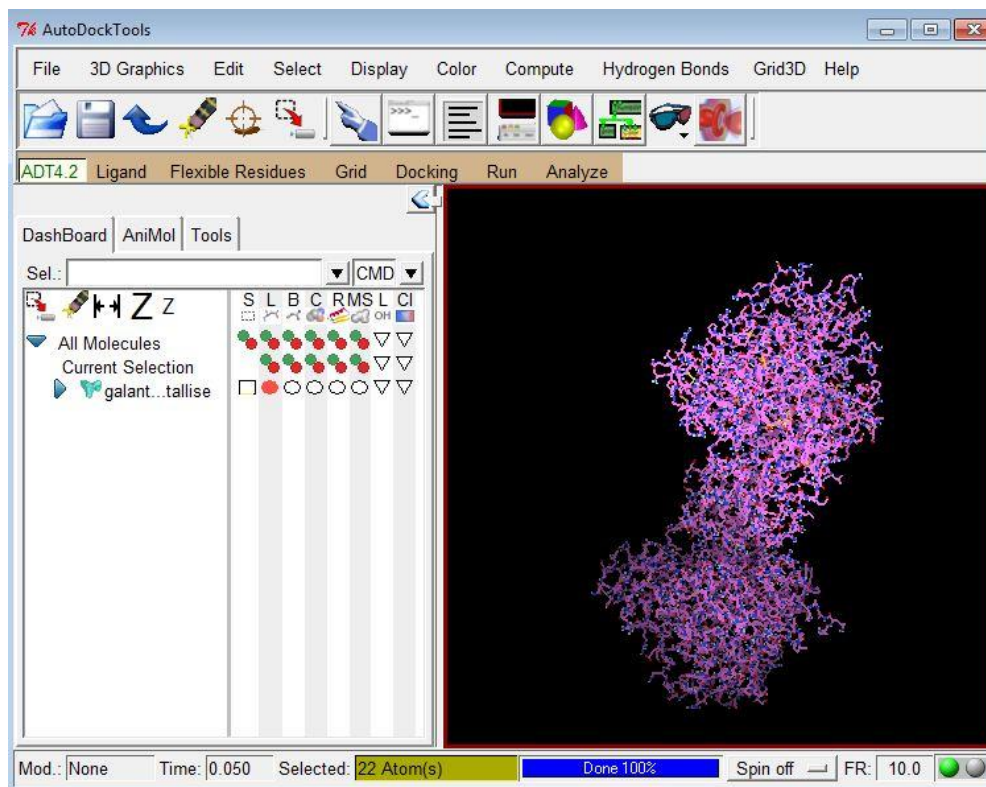 AutoDockTools
File 3D Graphics Edit Select Display Color Compute Hydrogen Bonds Grid3D Help
>>>_
ADT4.2 Ligand Flexible Residues Grid Docking Run Analyze
DashBoard AniMol Tools
Sel.: CMD
Z Z S L B C R MS L Cl
OH
All Molecules
Current Selection
galant...tallise
Mod.: None Time: 0.050 Selected: 22 Atom(s) Done 100% Spin off FR: 10.0